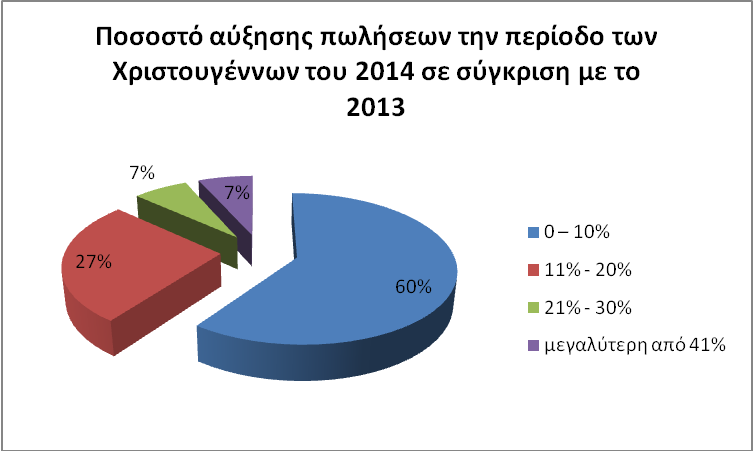 Ποσοστό αύξησης πωλήσεων την περίοδο των
Χριστουγέννων του 2014 σε σύγκριση με το
2013
7%
7%
27%
60%
0 – 10%
11% - 20%
21% - 30%
μεγαλύτερη από 41%